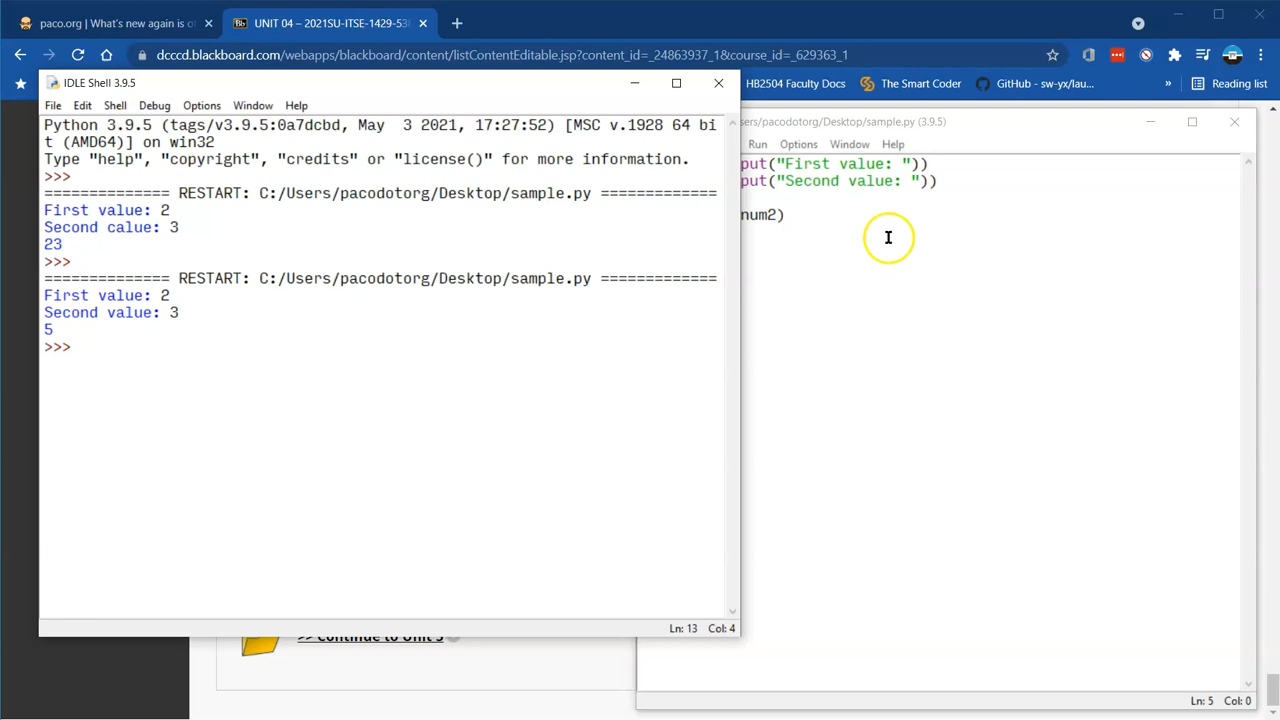 paco.org | What's new again is o
UNIT 04 – 2021SU-ITSE-1429-53
dcccd.blackboard.com/webapps/blackboard/content/listContentEditable.jsp?content_id=_24863937_1&course_id=_629363_1
HB2504 Faculty Docs
The Smart Coder
GitHub - sw-yx/lau...
»
Reading list
IDLE Shell 3.9.5
File Edit Shell Debug Options Window Help
Python 3.9.5 (tags/v3.9.5:0a7dcbd, May  3 2021, 17:27:52) [MSC v.1928 64 bi
t (AMD64)] on win32
Type "help", "copyright", "credits" or "license()" for more information.
>>>
============= RESTART: C:/Users/pacodotorg/Desktop/sample.py =============
First value: 2
Second calue: 3
23
>>>
============= RESTART: C:/Users/pacodotorg/Desktop/sample.py =============
First value: 2
Second value: 3
5
>>>
Ln: 13 Col: 4
ers/pacodotorg/Desktop/sample.py (3.9.5)
Run Options Window Help
put("First value: "))
put("Second value: "))
num2)
Ln: 5 Col: 0
>> Continue to Unit 5